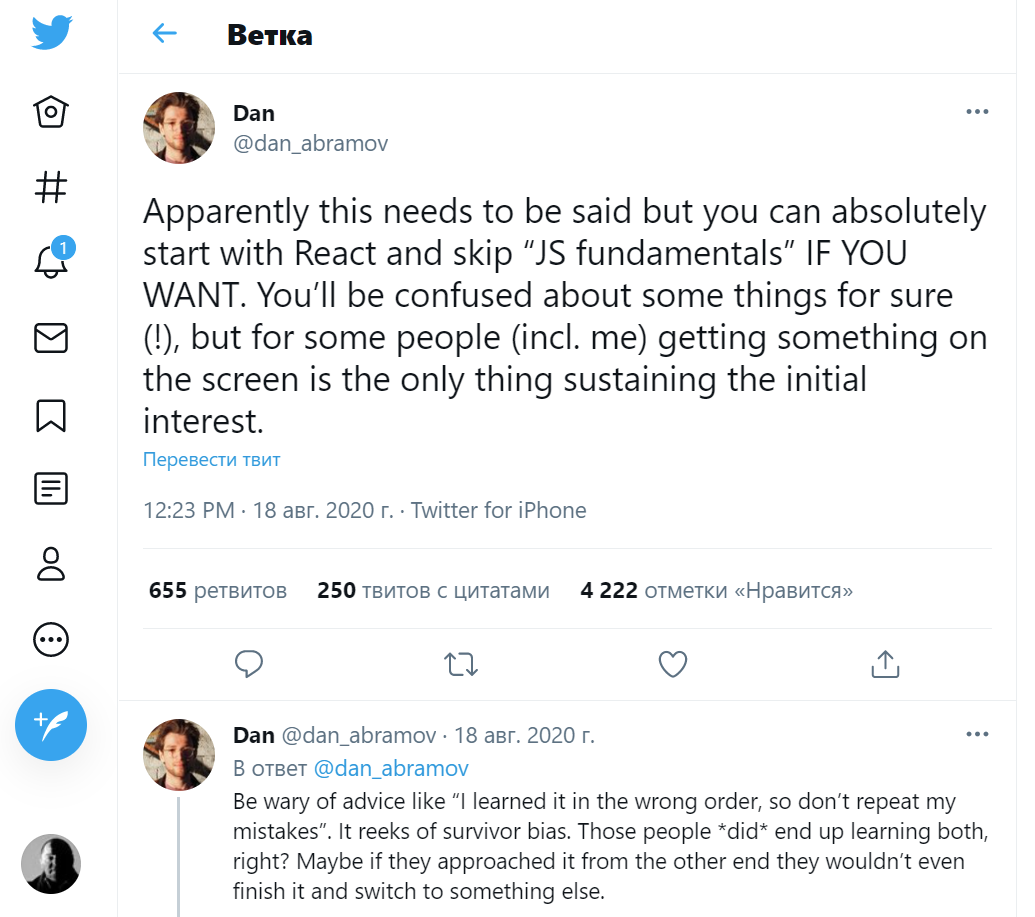 Ветка
Dan
@dan_abramov
1
Apparently this needs to be said but you can absolutely
start with React and skip “JS fundamentals” IF YOU
WANT. You’ll be confused about some things for sure
(!), but for some people (incl. me) getting something on
the screen is the only thing sustaining the initial
interest.
Перевести твит
12:23 PM · 18 авг. 2020 г. · Twitter for iPhone
655 ретвитов 250 твитов с цитатами 4 222 отметки «Нравится»
Dan @dan_abramov · 18 авг. 2020 г.
В ответ @dan_abramov
Be wary of advice like “I learned it in the wrong order, so don’t repeat my
mistakes”. It reeks of survivor bias. Those people *did* end up learning both,
right? Maybe if they approached it from the other end they wouldn’t even
finish it and switch to something else.